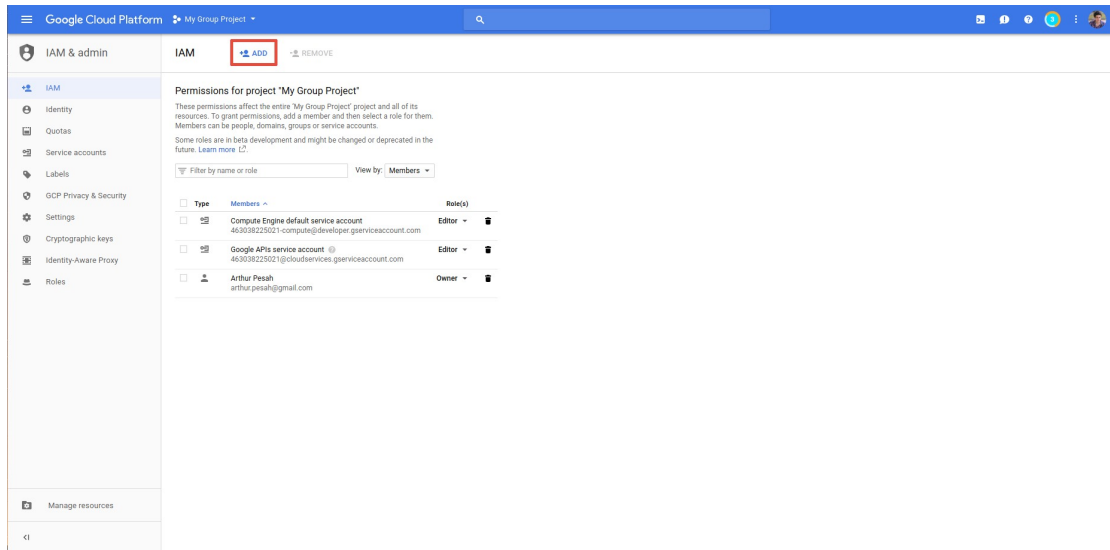 Google Cloud Platform My Group Project
3
IAM & admin
IAM ADD REMOVE
IAM
Identity
Quotas
Service accounts
Labels
GCP Privacy & Security
Settings
Cryptographic keys
Identity-Aware Proxy
Roles
Manage resources
Permissions for project "My Group Project"
These permissions affect the entire 'My Group Project' project and all of its
resources. To grant permissions, add a member and then select a role for them.
Members can be people, domains, groups or service accounts.
Some roles are in beta development and might be changed or deprecated in the
future. Learn more
Filter by name or role View by: Members
Type Members Role(s)
Compute Engine default service account Editor
463038225021-compute@developer.gserviceaccount.com
Google APIs service account Editor
463038225021@cloudservices.gserviceaccount.com
Arthur Pesah Owner
arthur.pesah@gmail.com